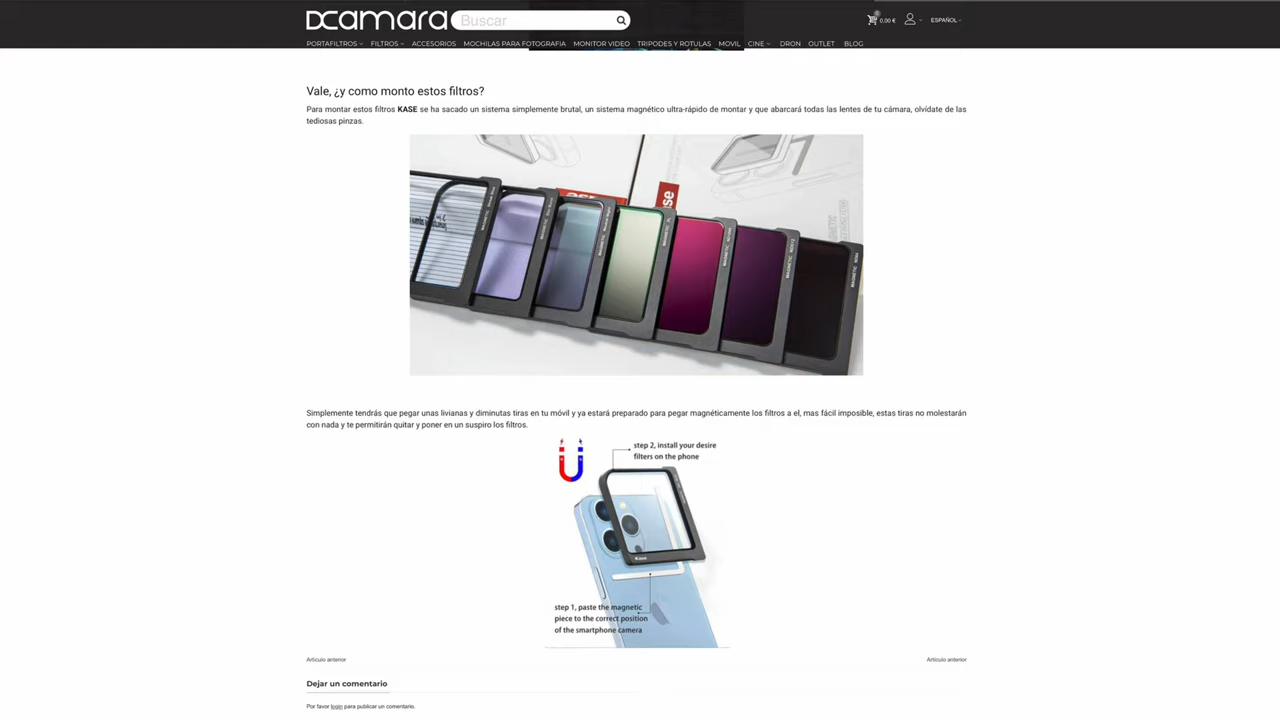 DCamara
Buscar
0,00 €
ESPAÑOL
PORTAFILTROS FILTROS ACCESORIOS MOCHILAS PARA FOTOGRAFIA MONITOR VIDEO TRIPODES Y ROTULAS MOVIL CINE DRON OUTLET BLOG
Vale, ¿y como monto estos filtros?
Para montar estos filtros KASE se ha sacado un sistema simplemente brutal, un sistema magnético ultra-rápido de montar y que abarcará todas las lentes de tu cámara, olvídate de las
tediosas pinzas.
Simplemente tendrás que pegar unas livianas y diminutas tiras en tu móvil y ya estará preparado para pegar magnéticamente los filtros a el, mas fácil imposible, estas tiras no molestarán
con nada y te permitirán quitar y poner en un suspiro los filtros.
step 2, install your desire
filters on the phone
Kase
step 1, paste the magnetic
piece to the correct position
of the smartphone camera
Artículo anterior
Artículo anterior
Dejar un comentario
Por favor login para publicar un comentario.